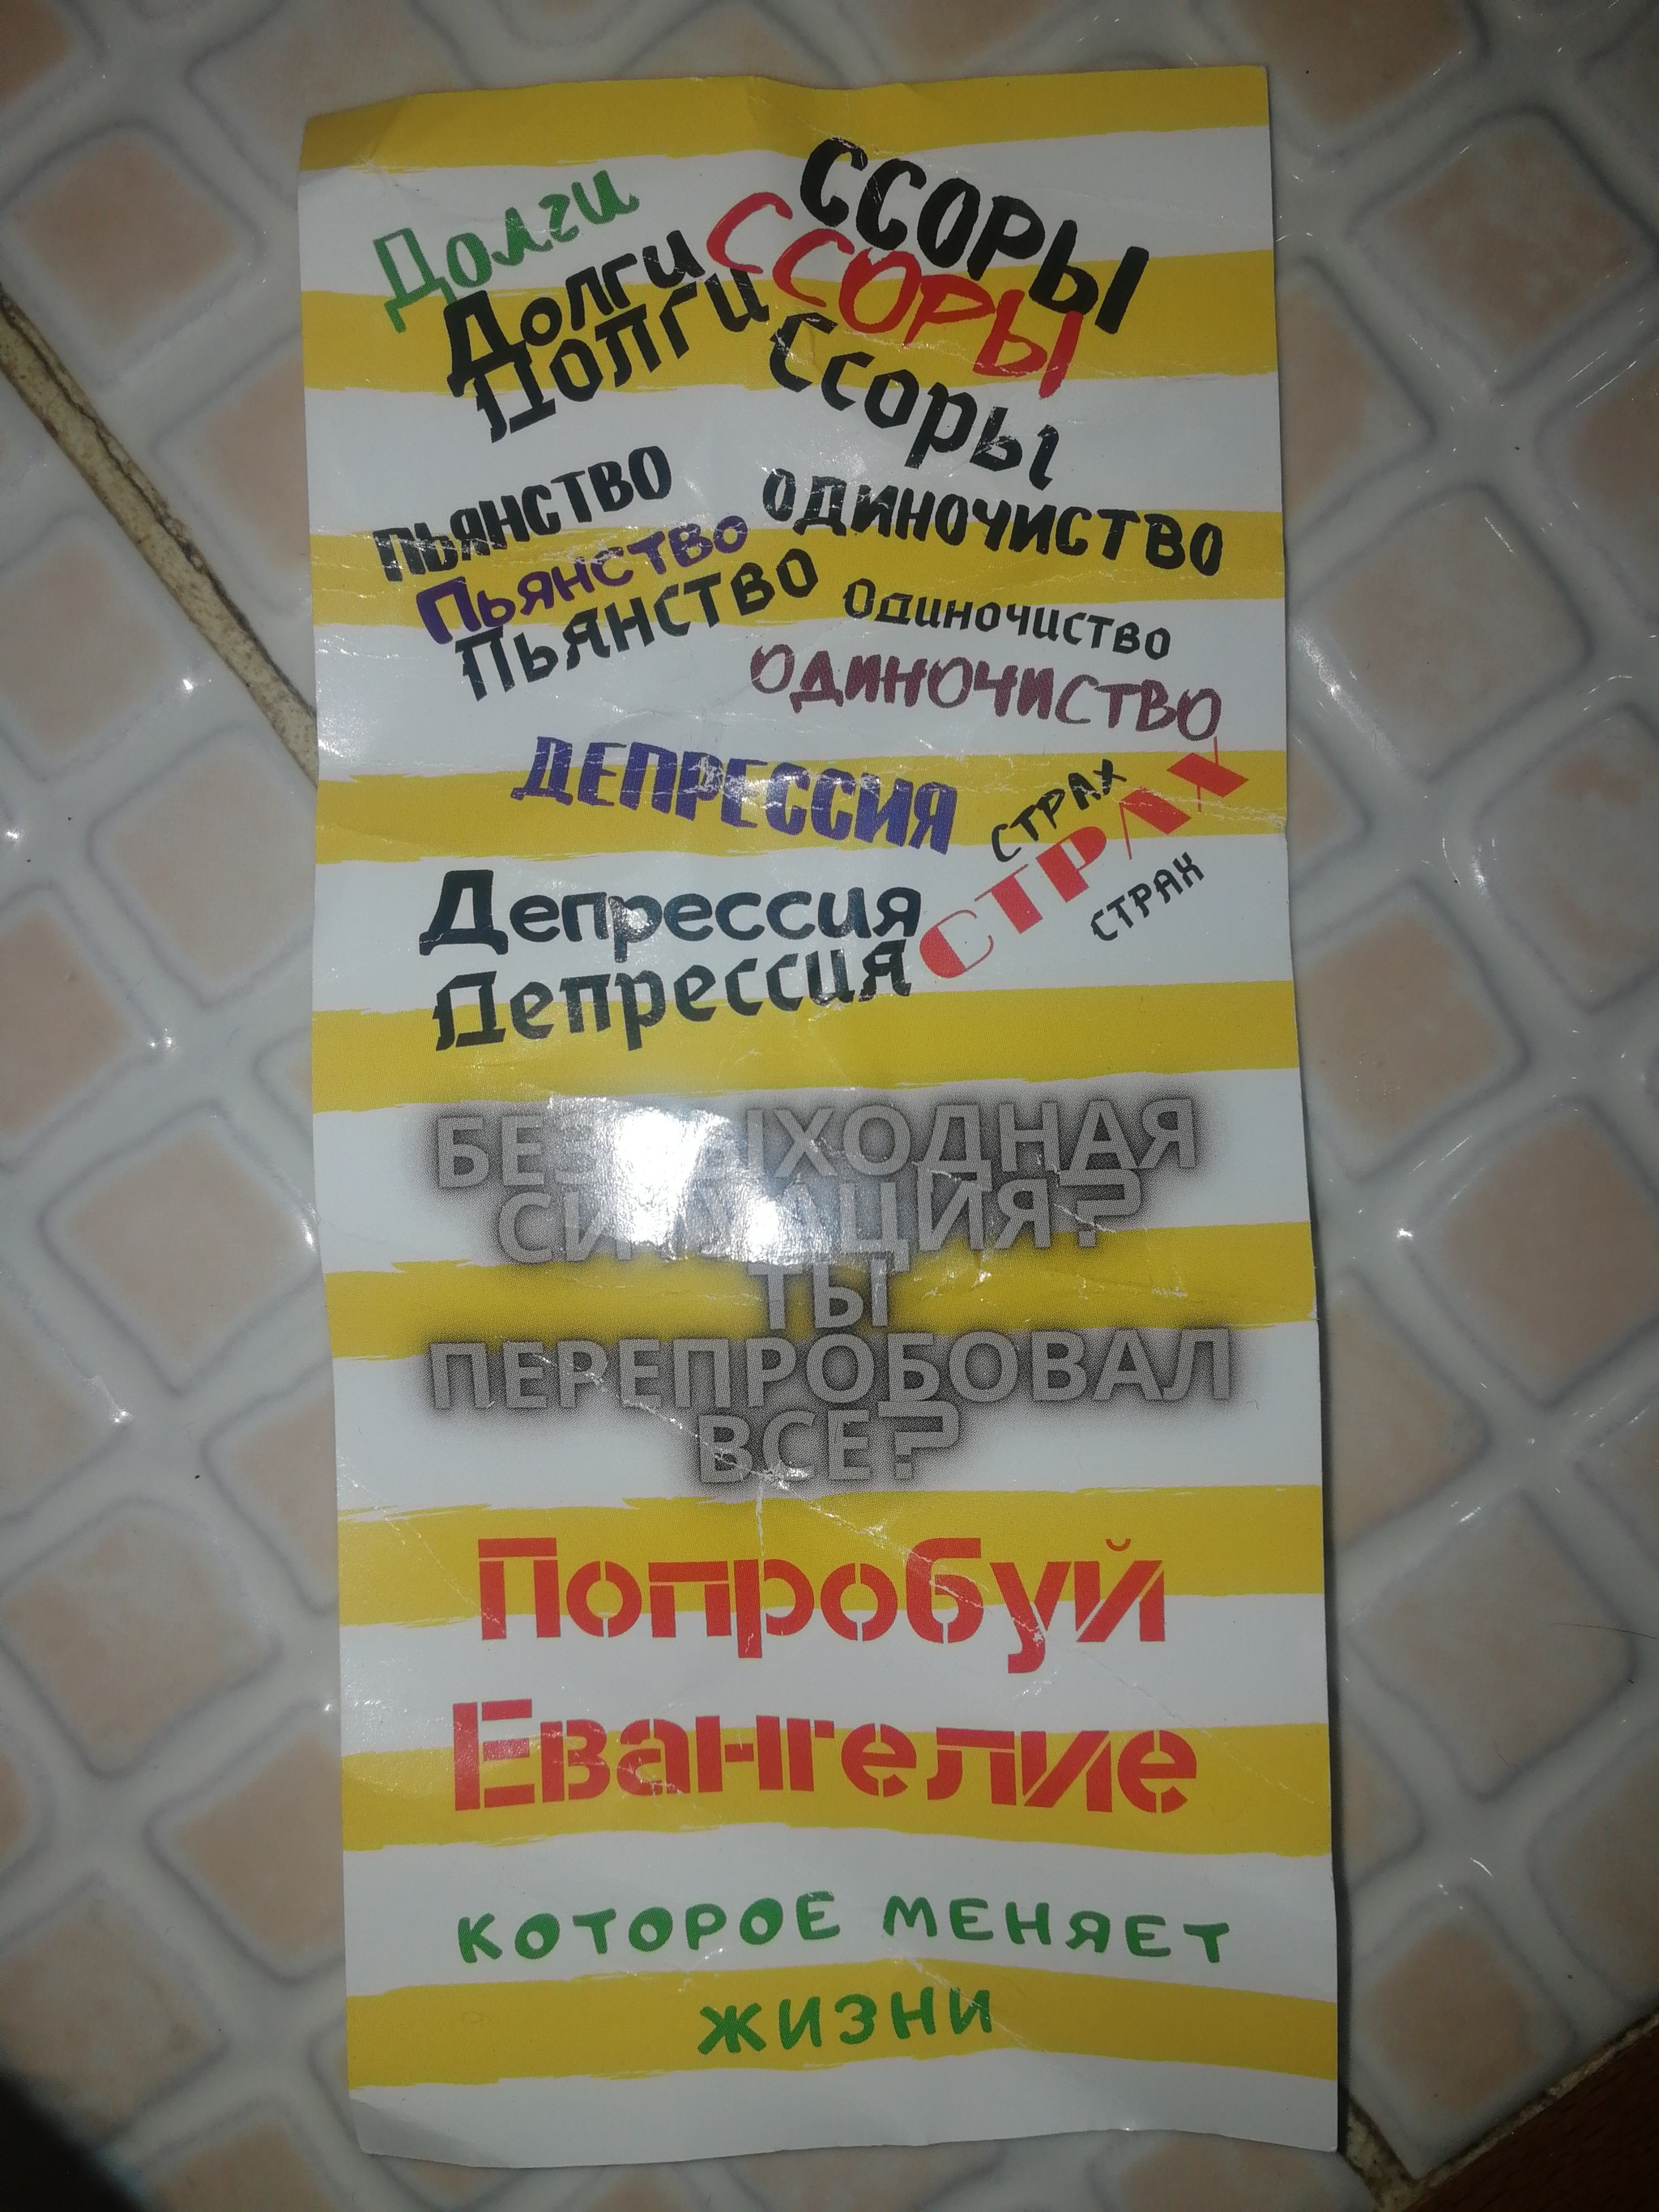 Долги
Долги
Долги
ССОРЫ
ССОРЫ
Ссоры
ПЬЯНСТВО
Пьянство
Пьянство
ОДИНОЧИСТВО
Одиночиство
ОДИНОЧИСТВО
ДЕПРЕССИЯ
Депрессия
Депрессия
СТРАХ
СТРАХ
СТРАХ
БЕЗВЫХОДНАЯ
СИТУАЦИЯ?
ТЫ
ПЕРЕПРОБОВАЛ
ВСЕ?
Попробуй
Евангелие
КОТОРОЕ МЕНЯЕТ
ЖИЗНИ